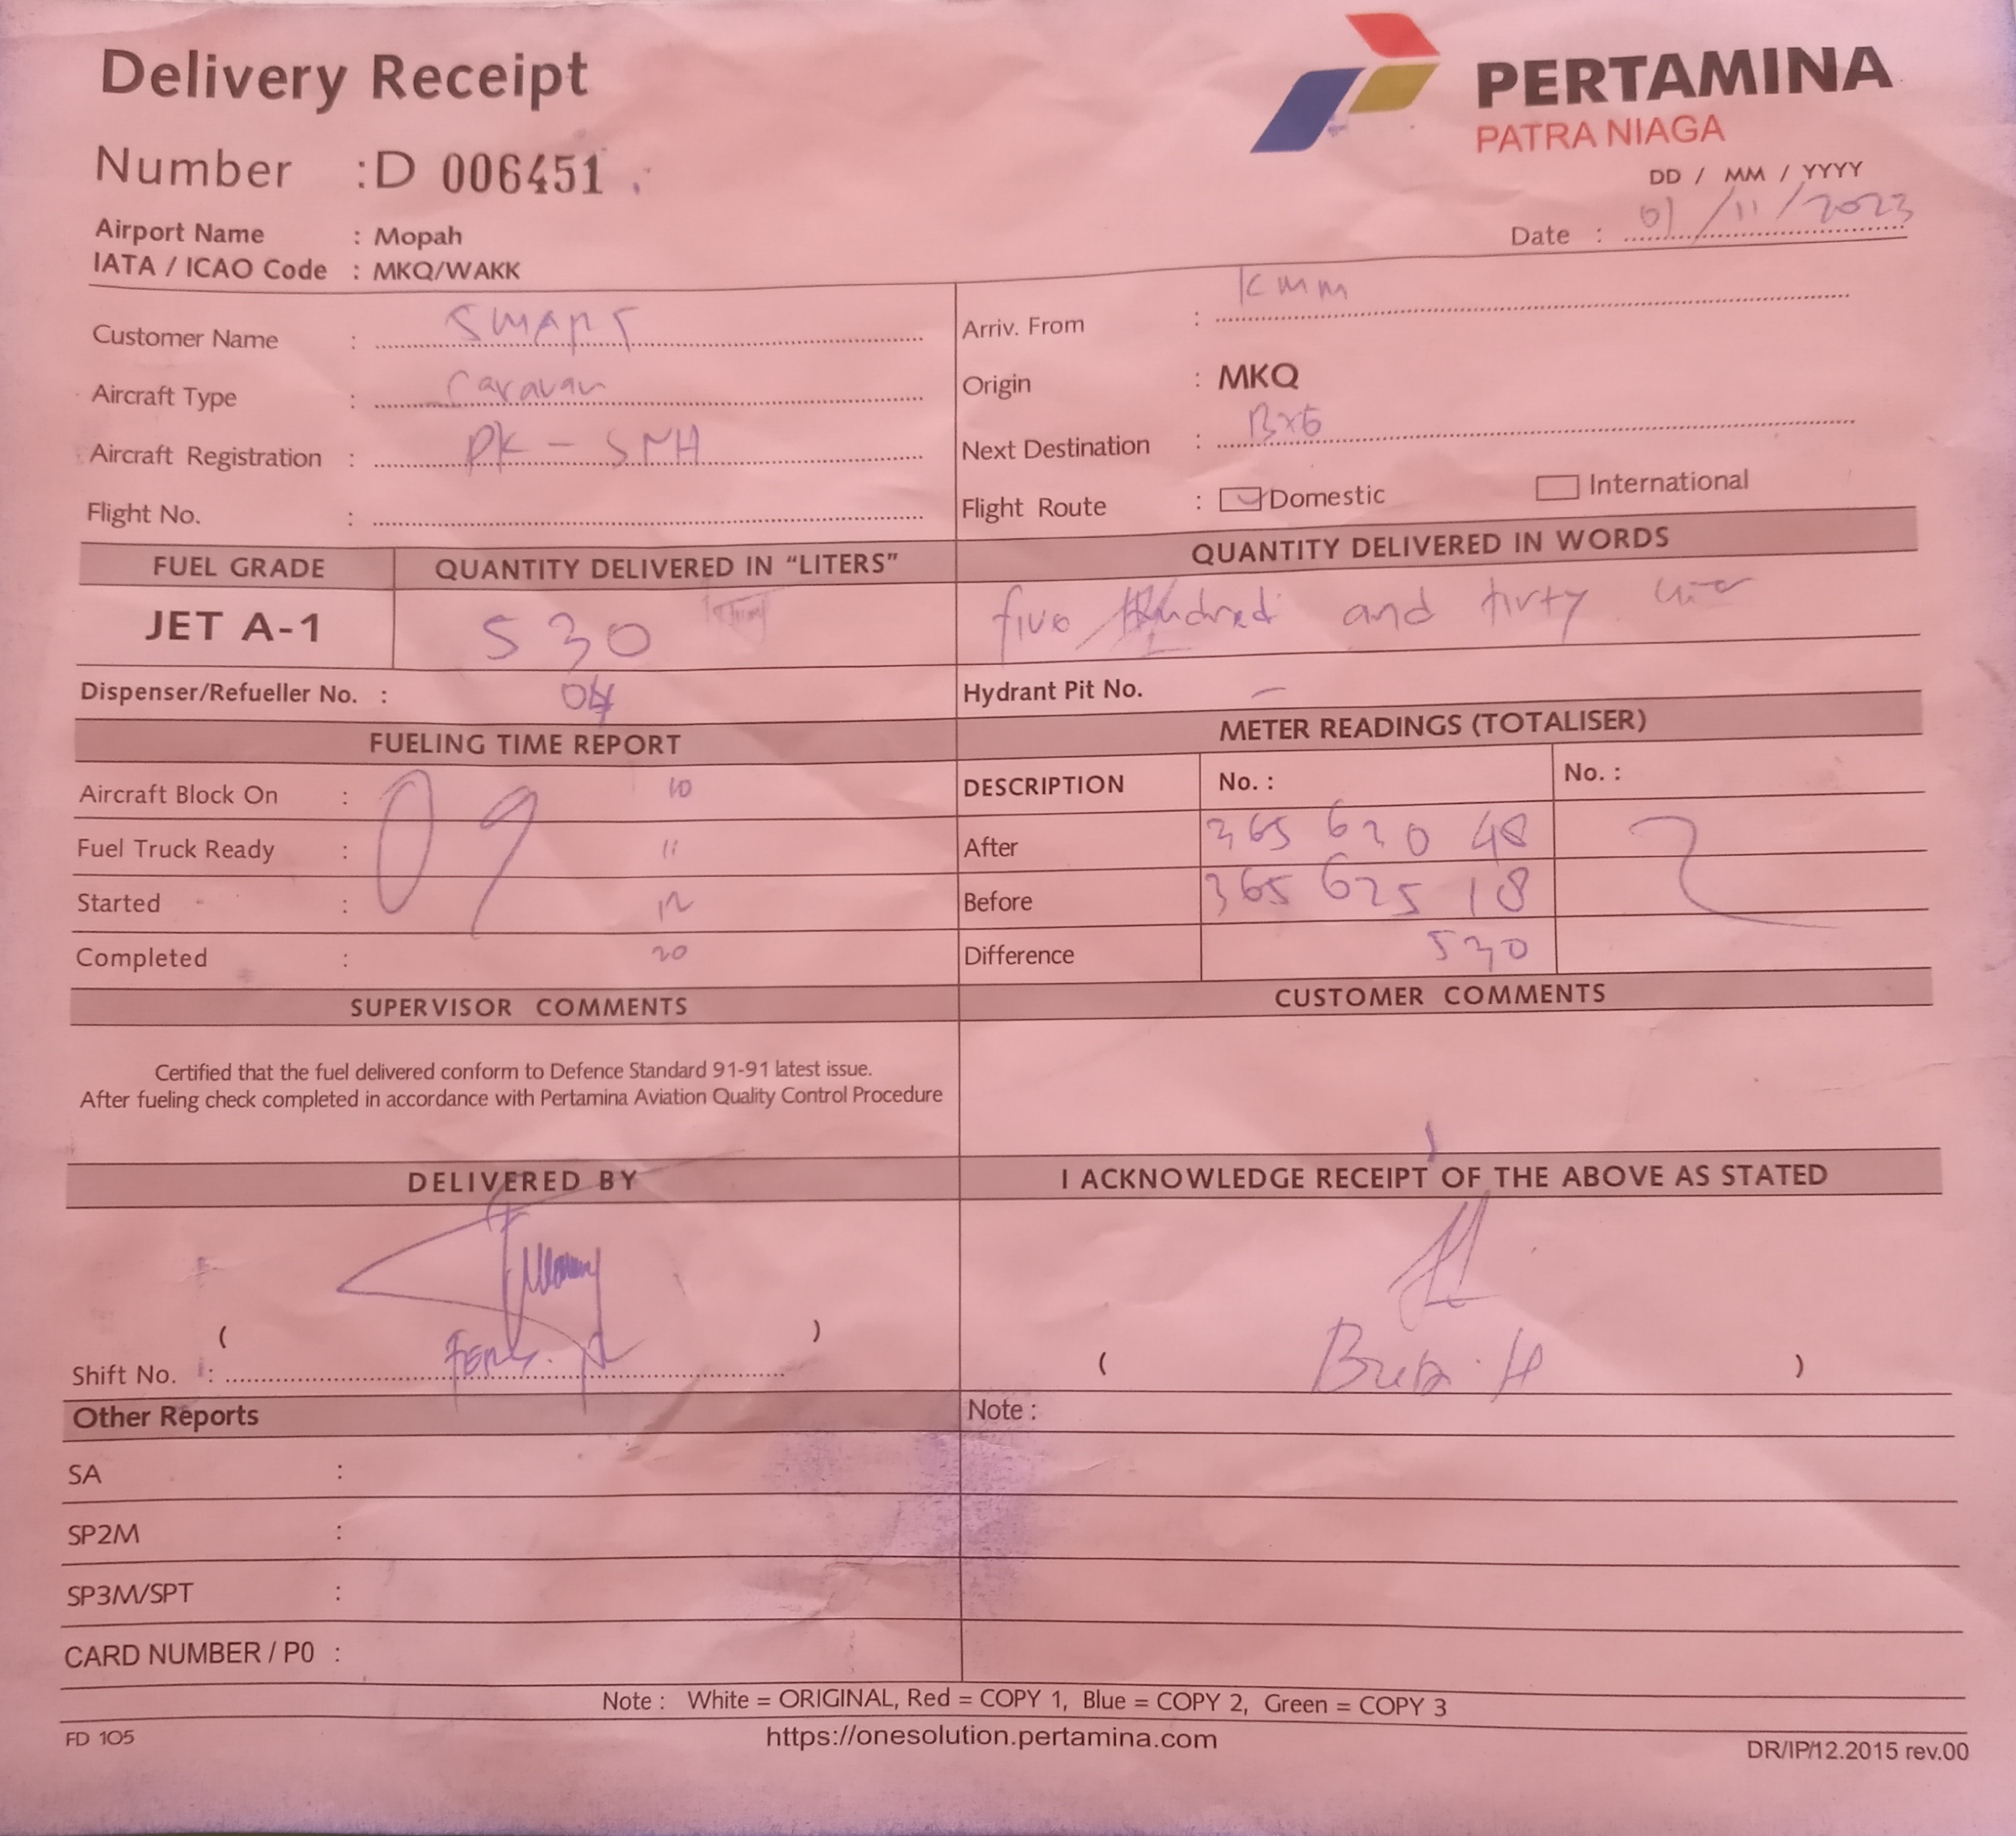 Delivery Receipt
PERTAMINA
PATRA NIAGA
Number : D 006451
DD / MM / YYYY
Date : 01/11/2023
Airport Name : Mopah
IATA / ICAO Code : MKQ/WAKK
Customer Name : SMART
Arriv. From : kmm
Aircraft Type : Caravan
Origin : MKQ
Aircraft Registration : PK - SNH
Next Destination : BXG
Flight No. :
Flight Route : Domestic International
FUEL GRADE QUANTITY DELIVERED IN "LITERS" QUANTITY DELIVERED IN WORDS
JET A-1 530 five Hundred and tirty
Dispenser/Refueller No. : 04 Hydrant Pit No. –
FUELING TIME REPORT METER READINGS (TOTALISER)
Aircraft Block On : 09 10 DESCRIPTION No. : No. :
Fuel Truck Ready : 11 After 365 630 48
Started : 12 Before 365 625 18
Completed : 20 Difference 530
SUPERVISOR COMMENTS CUSTOMER COMMENTS
Certified that the fuel delivered conform to Defence Standard 91-91 latest issue.
After fueling check completed in accordance with Pertamina Aviation Quality Control Procedure
DELIVERED BY I ACKNOWLEDGE RECEIPT OF THE ABOVE AS STATED
( )
Shift No. :
( )
Other Reports Note :
SA :
SP2M :
SP3M/SPT :
CARD NUMBER / P0 :
Note : White = ORIGINAL, Red = COPY 1, Blue = COPY 2, Green = COPY 3
FD 105 https://onesolution.pertamina.com DR/IP/12.2015 rev.00